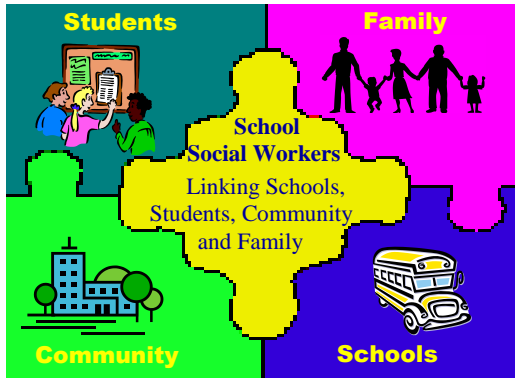 Students
Family
School
Social Workers
Linking Schools,
Students, Community
and Family
Community
Schools